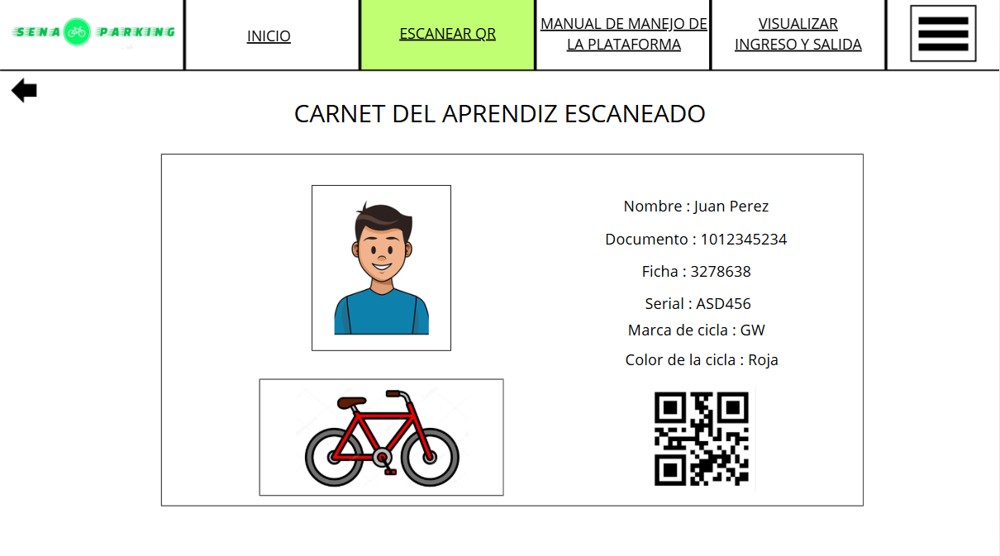 SENA PARKING
INICIO
ESCANEAR QR
MANUAL DE MANEJO DE
LA PLATAFORMA
VISUALIZAR
INGRESO Y SALIDA
CARNET DEL APRENDIZ ESCANEADO
Nombre : Juan Perez
Documento : 1012345234
Ficha : 3278638
Serial : ASD456
Marca de cicla : GW
Color de la cicla : Roja